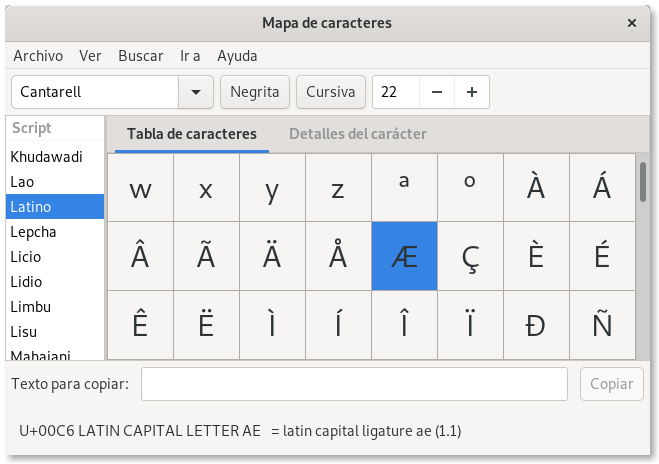 Mapa de caracteres ×
Archivo Ver Buscar Ir a Ayuda
Cantarell Negrita Cursiva 22 − +
Script Tabla de caracteres Detalles del carácter
Khudawadi
Lao
Latino
Lepcha
Licio
Lidio
Limbu
Lisu
Mahajani
w x y z ª º À Á
Â Ã Ä Å Æ Ç È É
Ê Ë Ì Í Î Ï Ð Ñ
Texto para copiar: Copiar
U+00C6 LATIN CAPITAL LETTER AE = latin capital ligature ae (1.1)